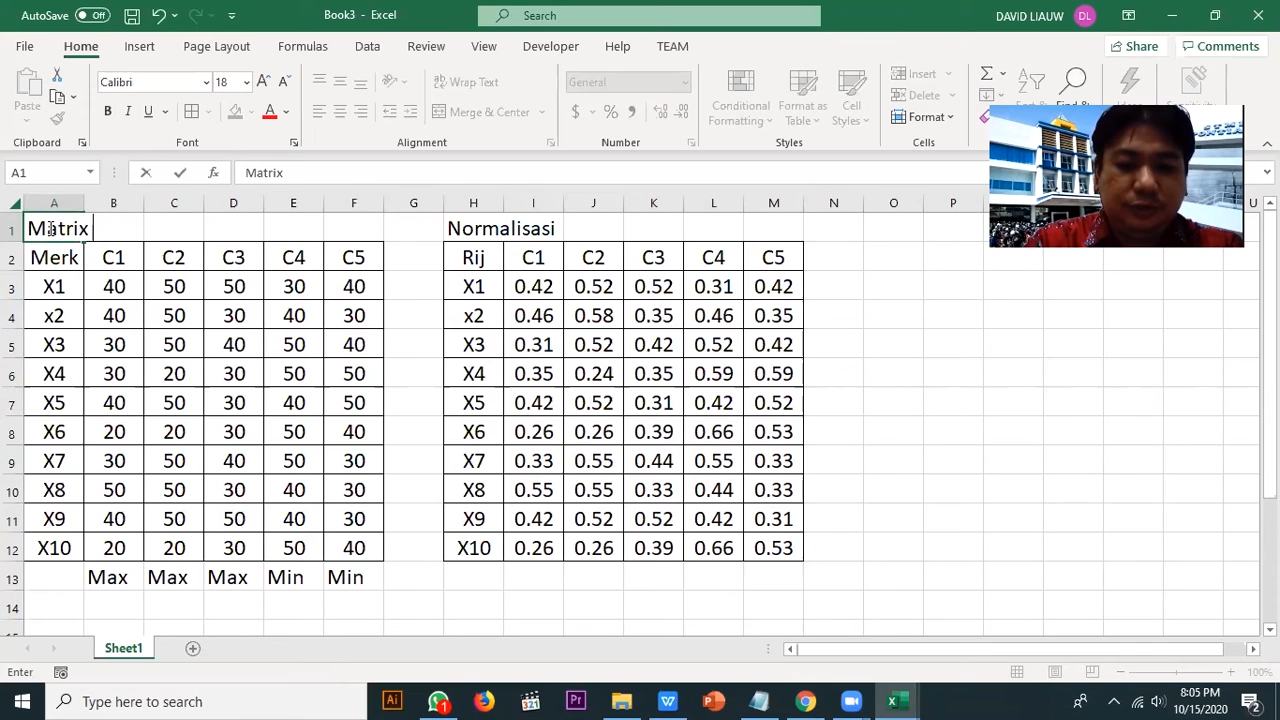 AutoSave Off Book3 - Excel Search DAVID LIAUW DL
File Home Insert Page Layout Formulas Data Review View Developer Help TEAM Share Comments
Paste Calibri 18 A A Wrap Text General Conditional Format as Cell Insert
B I U A Merge & Center $ % Formatting Table Styles Delete Format
Clipboard Font Alignment Number Styles Cells
A1 fx Matrix
A B C D E F G H I J K L M N O P Q R S T U
1 Matrix Normalisasi
2 Merk C1 C2 C3 C4 C5 Rij C1 C2 C3 C4 C5
3 X1 40 50 50 30 40 X1 0.42 0.52 0.52 0.31 0.42
4 x2 40 50 30 40 30 x2 0.46 0.58 0.35 0.46 0.35
5 X3 30 50 40 50 40 X3 0.31 0.52 0.42 0.52 0.42
6 X4 30 20 30 50 50 X4 0.35 0.24 0.35 0.59 0.59
7 X5 40 50 30 40 50 X5 0.42 0.52 0.31 0.42 0.52
8 X6 20 20 30 50 40 X6 0.26 0.26 0.39 0.66 0.53
9 X7 30 50 40 50 30 X7 0.33 0.55 0.44 0.55 0.33
10 X8 50 50 30 40 30 X8 0.55 0.55 0.33 0.44 0.33
11 X9 40 50 50 40 30 X9 0.42 0.52 0.52 0.42 0.31
12 X10 20 20 30 50 40 X10 0.26 0.26 0.39 0.66 0.53
13 Max Max Max Min Min
14
Sheet1
Enter 100%
Type here to search Ai 321 Pr 8:05 PM
10/15/2020 2